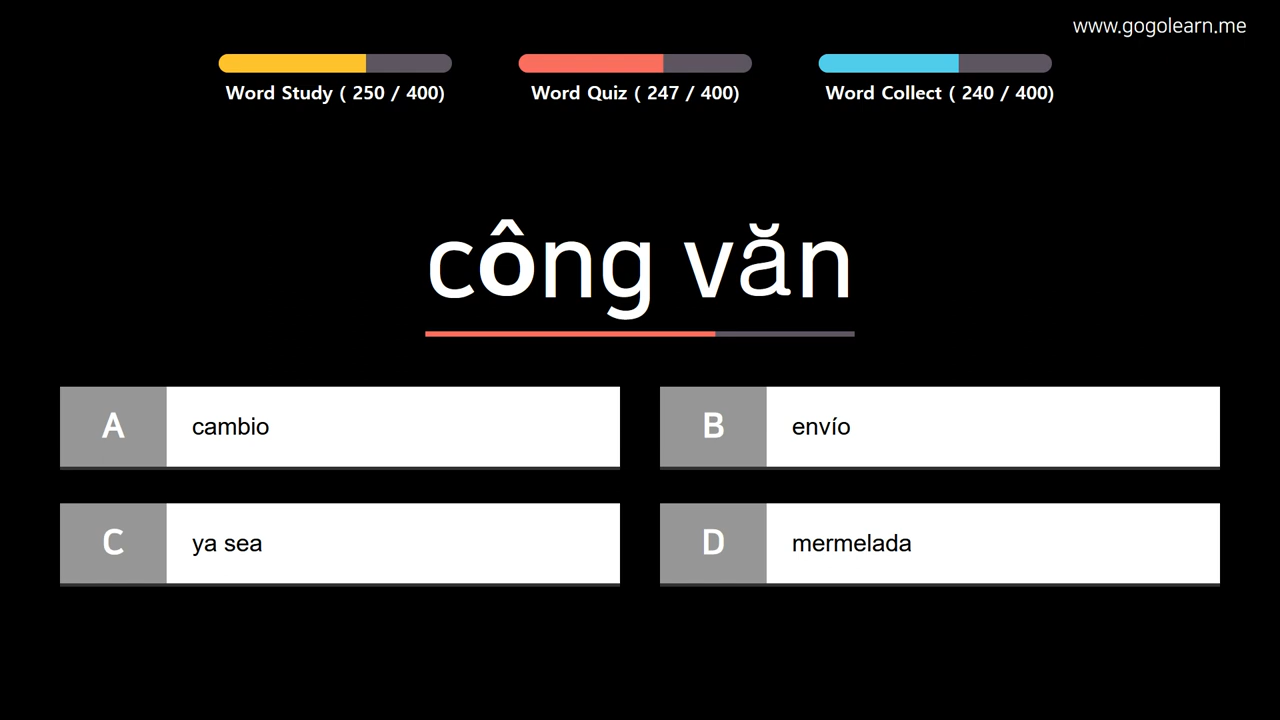 www.gogolearn.me
Word Study ( 250 / 400)
Word Quiz ( 247 / 400)
Word Collect ( 240 / 400)
công văn
A
cambio
B
envío
C
ya sea
D
mermelada